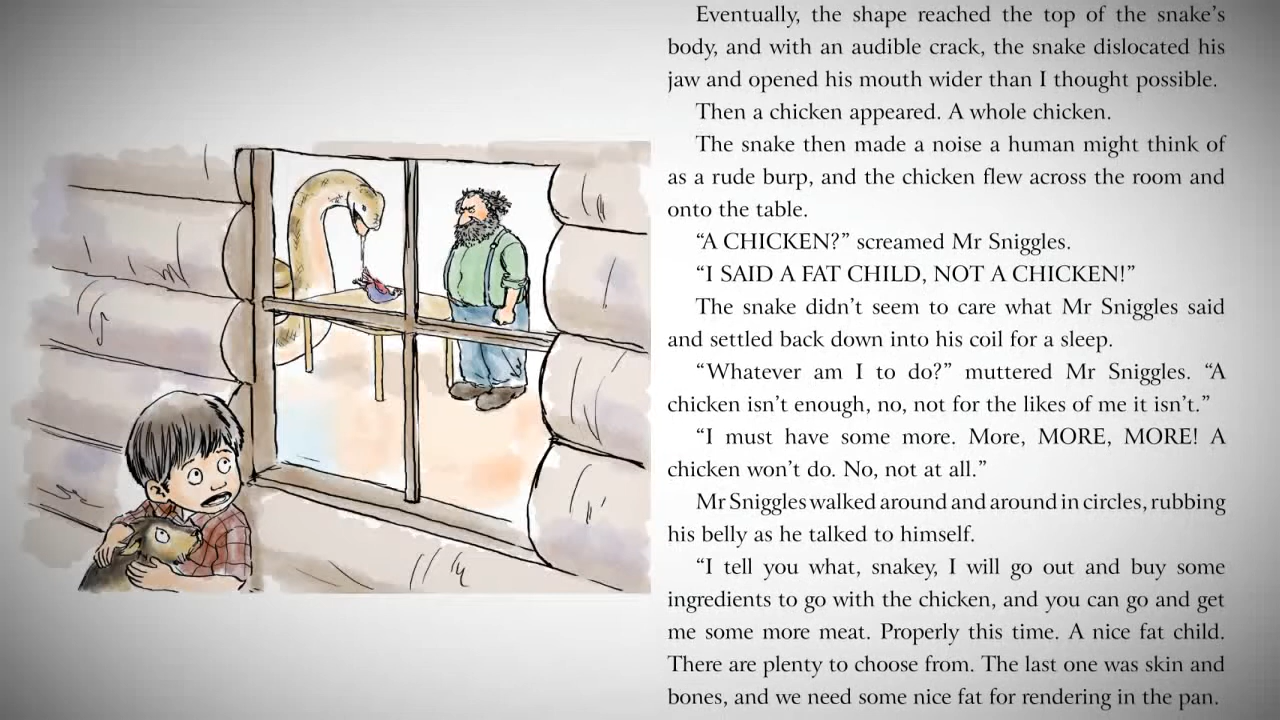 Eventually, the shape reached the top of the snake's
body, and with an audible crack, the snake dislocated his
jaw and opened his mouth wider than I thought possible.
Then a chicken appeared. A whole chicken.
The snake then made a noise a human might think of
as a rude burp, and the chicken flew across the room and
onto the table.
“A CHICKEN?” screamed Mr Sniggles.
“I SAID A FAT CHILD, NOT A CHICKEN!”
The snake didn’t seem to care what Mr Sniggles said
and settled back down into his coil for a sleep.
“Whatever am I to do?” muttered Mr Sniggles. “A
chicken isn’t enough, no, not for the likes of me it isn’t.”
“I must have some more. More, MORE, MORE! A
chicken won’t do. No, not at all.”
Mr Sniggles walked around and around in circles, rubbing
his belly as he talked to himself.
“I tell you what, snakey, I will go out and buy some
ingredients to go with the chicken, and you can go and get
me some more meat. Properly this time. A nice fat child.
There are plenty to choose from. The last one was skin and
bones, and we need some nice fat for rendering in the pan.